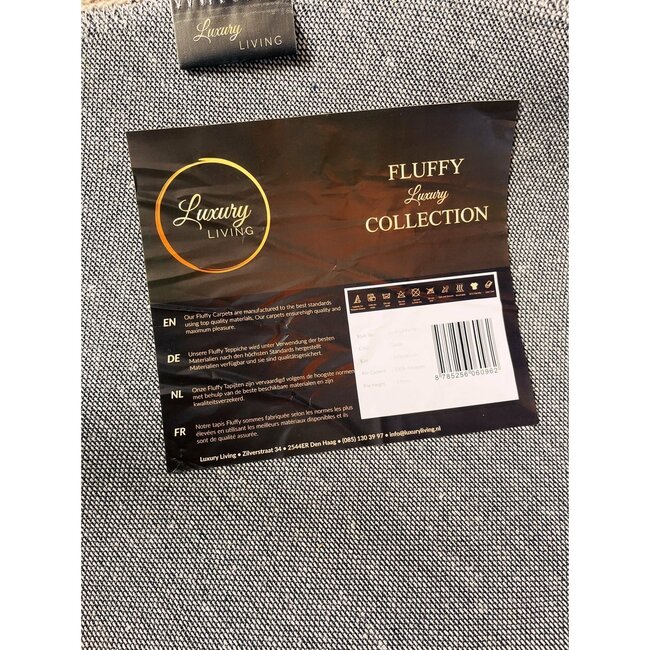 Luxury
LIVING
Luxury
LIVING
FLUFFY
Luxury
COLLECTION
EN
Our Fluffy Carpets are manufactured to the best standards
using top quality materials. Our carpets ensurehigh quality and
maximum pleasure.
DE
Unsere Fluffy Teppiche wird unter Verwendung der besten
Materialien nach den höchsten Standards hergestellt
Materialien verfügbar und sie sind qualitätsgesichert.
NL
Onze Fluffy Tapijten zijn vervaardigd volgens de hoogste normen
met behulp van de beste beschikbare materialen en zijn
kwaliteitsverzekerd.
FR
Notre tapis Fluffy sommes fabriquée selon les normes les plus
élevées en utilisant les meilleurs matériaux disponibles et ils
sont de qualité assurée.
Luxury Living • Zilverstraat 34 • 2544ER Den Haag • (085) 130 39 97 • info@luxuryliving.nl
8 785256 060962